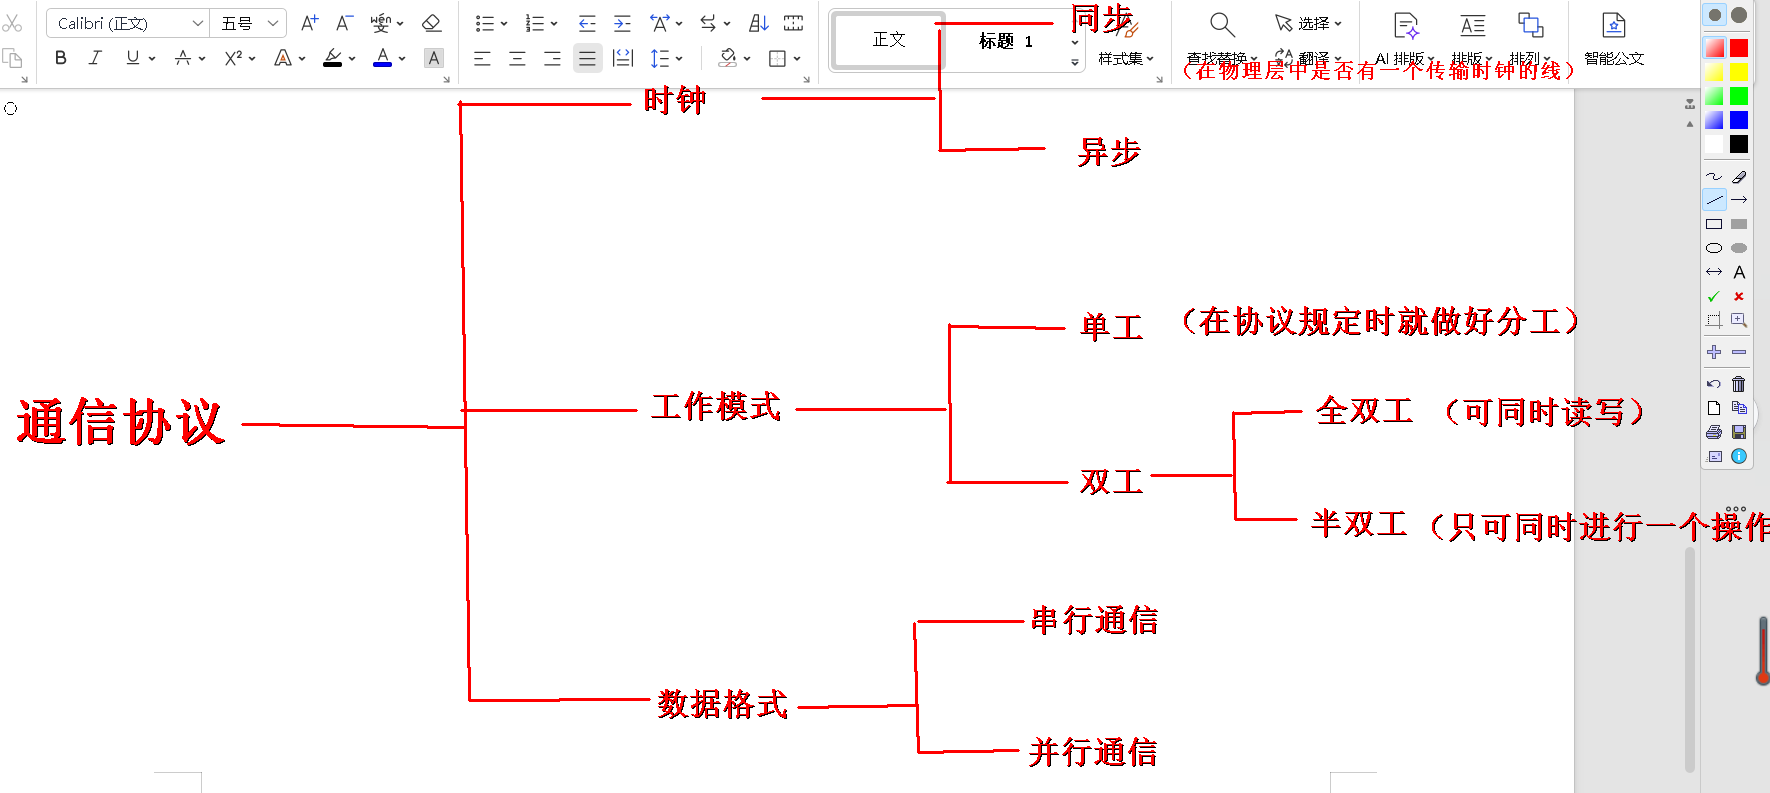 Calibri (正文)
五号
A+
A-
wén
B
I
U
A
X²
A
A
A
正文
标题 1
样式集
查找替换
选择
翻译
AI 排版
排版
排列
智能公文
同步
（在物理层中是否有一个传输时钟的线）
时钟
异步
单工 （在协议规定时就做好分工）
工作模式
全双工 （可同时读写）
通信协议
双工
半双工 （只可同时进行一个操作
串行通信
数据格式
并行通信